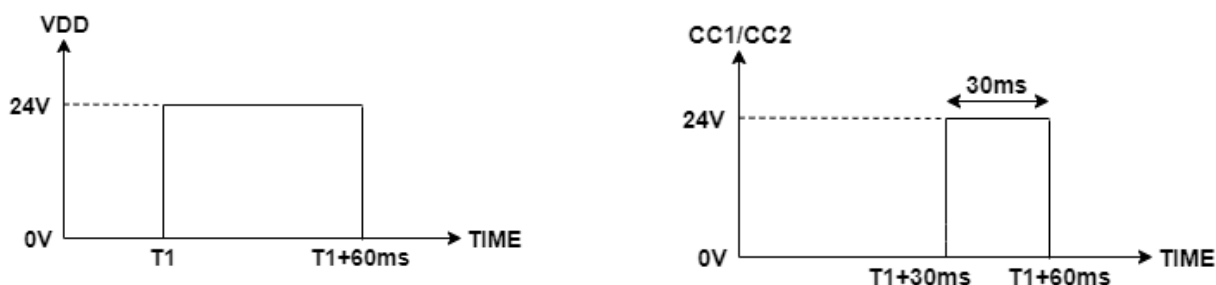 VDD
24V
0V
T1
T1+60ms
TIME
CC1/CC2
30ms
24V
0V
T1+30ms
T1+60ms
TIME